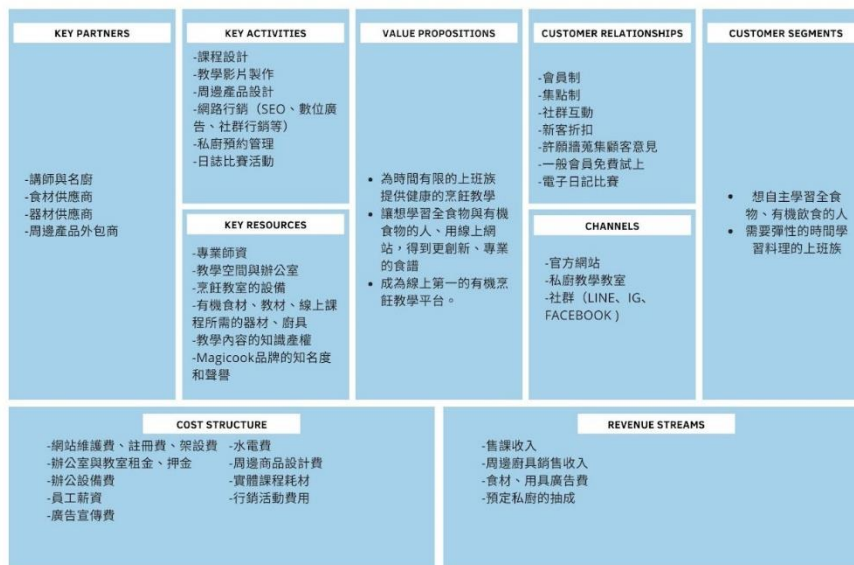 KEY PARTNERS
-講師與名廚
-食材供應商
-器材供應商
-周邊產品外包商
KEY ACTIVITIES
-課程設計
-教學影片製作
-周邊產品設計
-網路行銷（SEO、數位廣
告、社群行銷等）
-私廚預約管理
-日誌比賽活動
KEY RESOURCES
-專業師資
-教學空間與辦公室
-烹飪教室的設備
-有機食材、教材、線上課
程所需的器材、廚具
-教學內容的知識產權
-Magicook品牌的知名度
和聲譽
VALUE PROPOSITIONS
• 為時間有限的上班族
提供健康的烹飪教學
• 讓想學習全食物與有機
食物的人、用線上網
站，得到更創新、專業
的食譜
• 成為線上第一的有機烹
飪教學平台。
CUSTOMER RELATIONSHIPS
-會員制
-集點制
-社群互動
-新客折扣
-許願牆蒐集顧客意見
-一般會員免費試上
-電子日記比賽
CHANNELS
-官方網站
-私廚教學教室
-社群（LINE、IG、
FACEBOOK )
CUSTOMER SEGMENTS
• 想自主學習全食
物、有機飲食的人
• 需要彈性的時間學
習料理的上班族
COST STRUCTURE
-網站維護費、註冊費、架設費
-辦公室與教室租金、押金
-辦公設備費
-員工薪資
-廣告宣傳費
-水電費
-周邊商品設計費
-實體課程耗材
-行銷活動費用
REVENUE STREAMS
-售課收入
-周邊廚具銷售收入
-食材、用具廣告費
-預定私廚的抽成